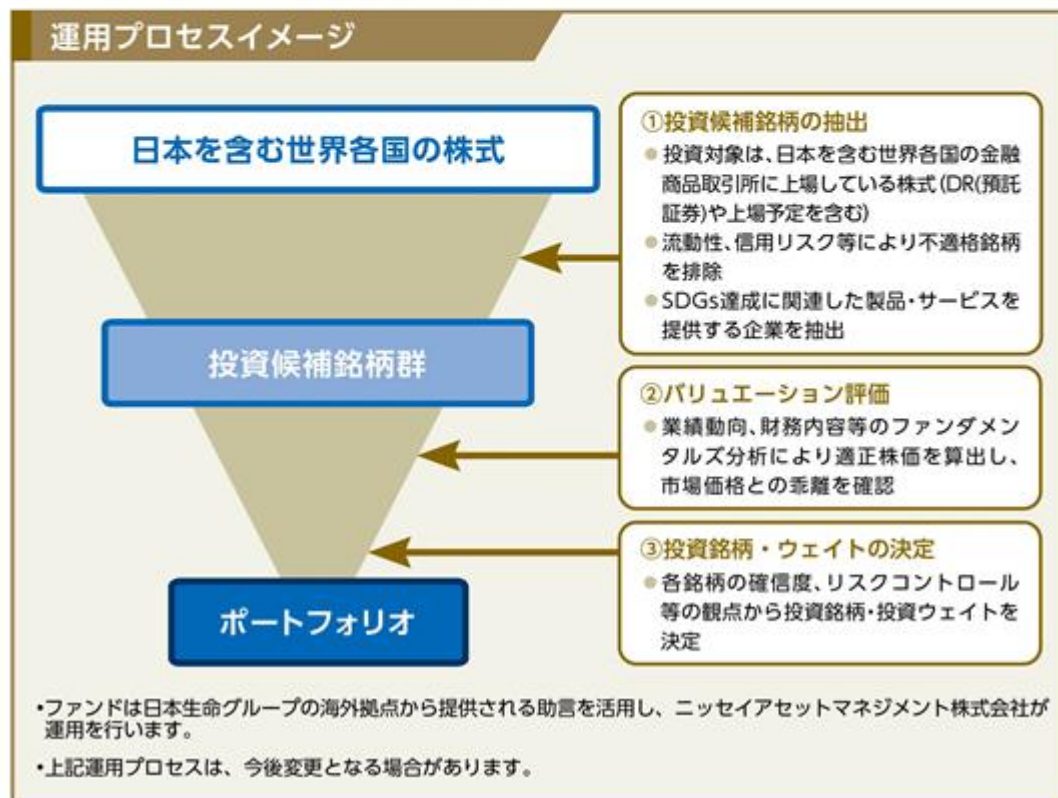 運用プロセスイメージ
日本を含む世界各国の株式
投資候補銘柄群
ポートフォリオ
①投資候補銘柄の抽出
●投資対象は、日本を含む世界各国の金融
商品取引所に上場している株式(DR(預託
証券)や上場予定を含む)
●流動性、信用リスク等により不適格銘柄
を排除
●SDGs達成に関連した製品・サービスを
提供する企業を抽出
②バリュエーション評価
●業績動向、財務内容等のファンダメン
タルズ分析により適正株価を算出し、
市場価格との乖離を確認
③投資銘柄・ウェイトの決定
●各銘柄の確信度、リスクコントロール
等の観点から投資銘柄・投資ウェイトを
決定
・ファンドは日本生命グループの海外拠点から提供される助言を活用し、ニッセイアセットマネジメント株式会社が
運用を行います。
・上記運用プロセスは、今後変更となる場合があります。